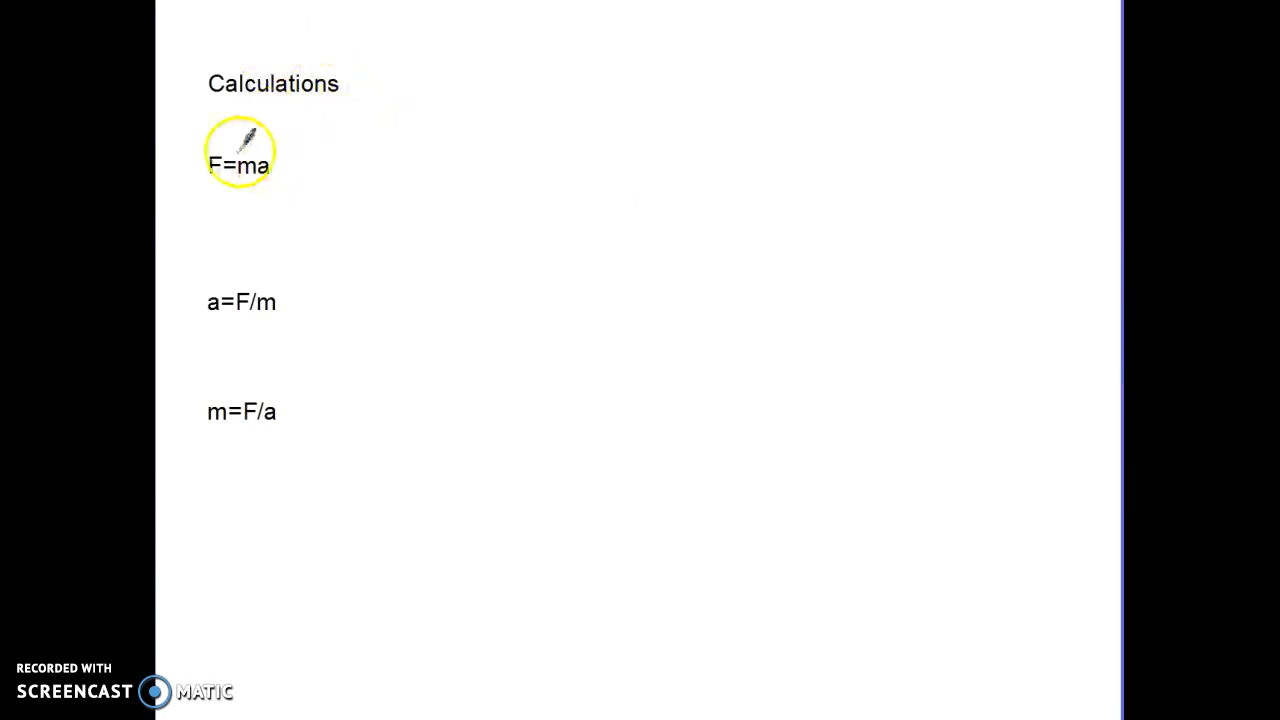 Calculations
F=ma
a=F/m
m=F/a
RECORDED WITH
SCREENCAST MATIC